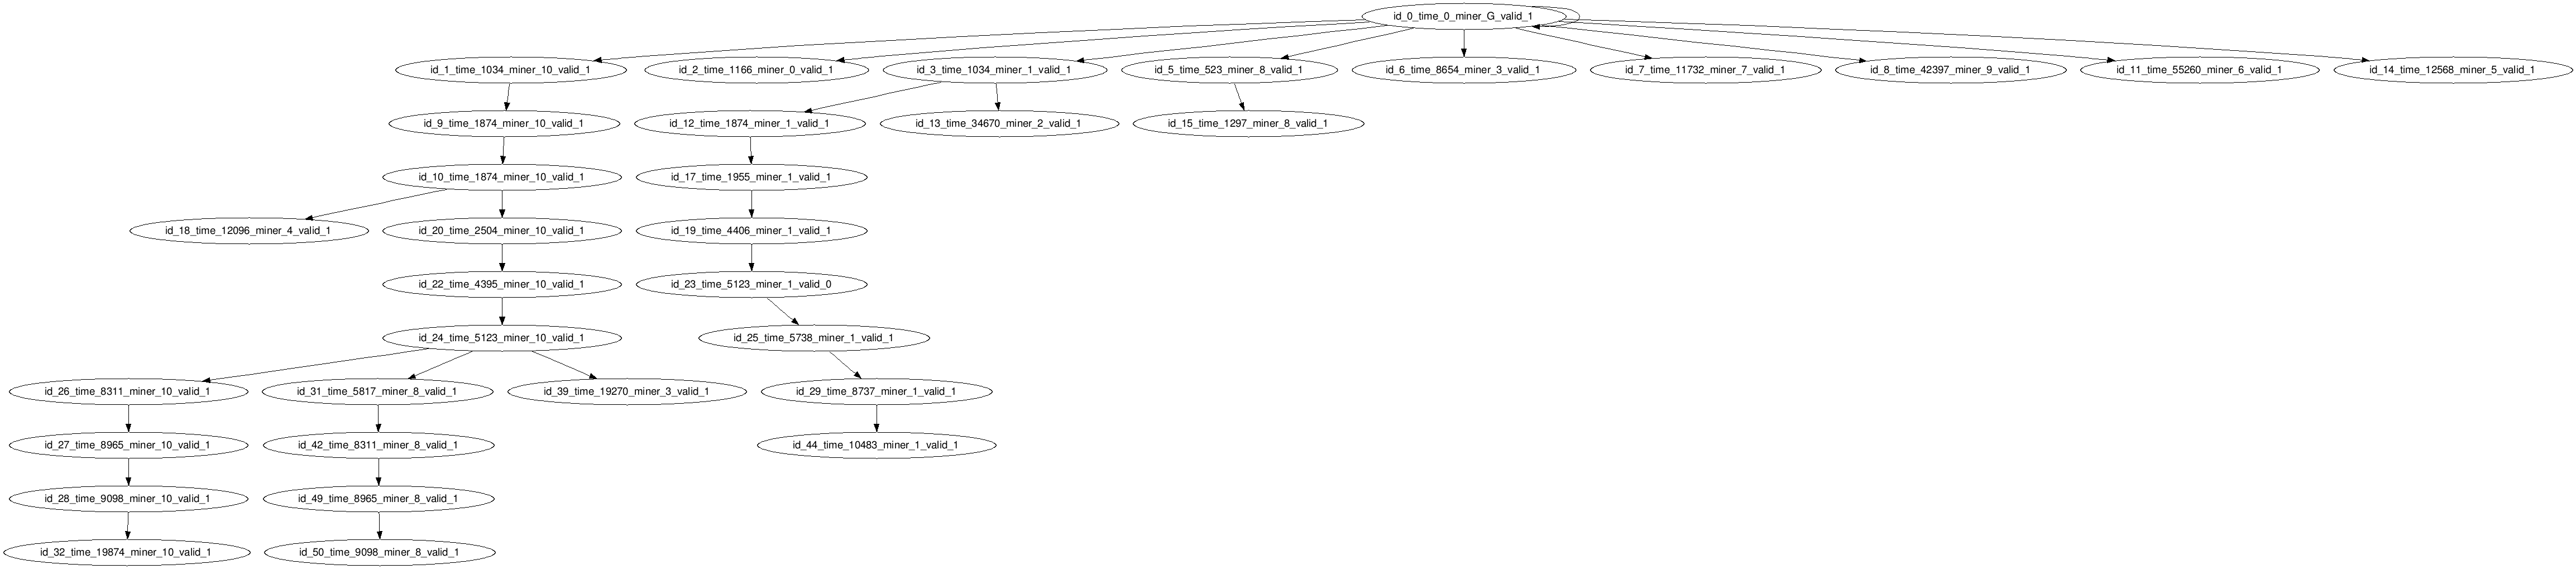 id_0_time_0_miner_G_valid_1
id_1_time_1034_miner_10_valid_1
id_2_time_1166_miner_0_valid_1
id_3_time_1034_miner_1_valid_1
id_5_time_523_miner_8_valid_1
id_6_time_8654_miner_3_valid_1
id_7_time_11732_miner_7_valid_1
id_8_time_42397_miner_9_valid_1
id_11_time_55260_miner_6_valid_1
id_14_time_12568_miner_5_valid_1
id_9_time_1874_miner_10_valid_1
id_12_time_1874_miner_1_valid_1
id_13_time_34670_miner_2_valid_1
id_15_time_1297_miner_8_valid_1
id_10_time_1874_miner_10_valid_1
id_17_time_1955_miner_1_valid_1
id_18_time_12096_miner_4_valid_1
id_20_time_2504_miner_10_valid_1
id_19_time_4406_miner_1_valid_1
id_22_time_4395_miner_10_valid_1
id_23_time_5123_miner_1_valid_0
id_24_time_5123_miner_10_valid_1
id_25_time_5738_miner_1_valid_1
id_26_time_8311_miner_10_valid_1
id_31_time_5817_miner_8_valid_1
id_39_time_19270_miner_3_valid_1
id_29_time_8737_miner_1_valid_1
id_27_time_8965_miner_10_valid_1
id_42_time_8311_miner_8_valid_1
id_44_time_10483_miner_1_valid_1
id_28_time_9098_miner_10_valid_1
id_49_time_8965_miner_8_valid_1
id_32_time_19874_miner_10_valid_1
id_50_time_9098_miner_8_valid_1